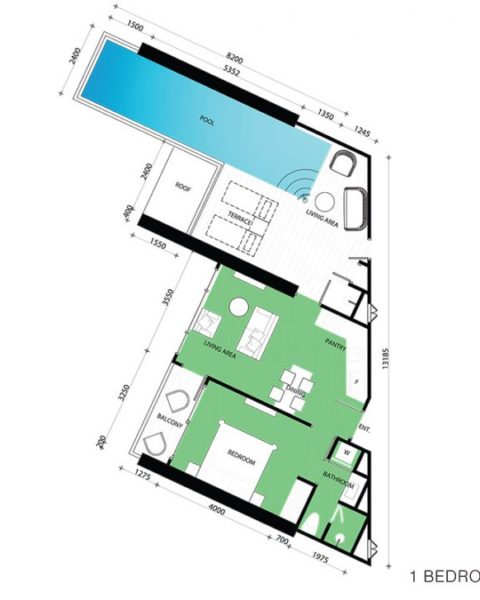 1500
8200
5352
2400
1350
1245
POOL
2400
ROOF
TERRACE
LIVING AREA
400
1550
3550
13185
PANTRY
LIVING AREA
F
DINING
3250
ENT.
BALCONY
W
BEDROOM
BATHROOM
200
1275
4000
700
1975
1 BEDRO